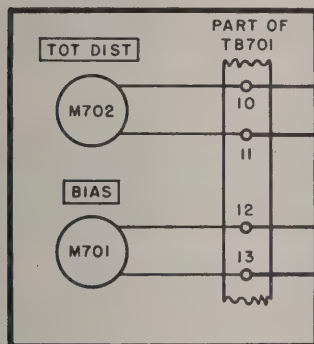 PART OF
TB701
TOT DIST
M702
10
11
BIAS
M701
12
13